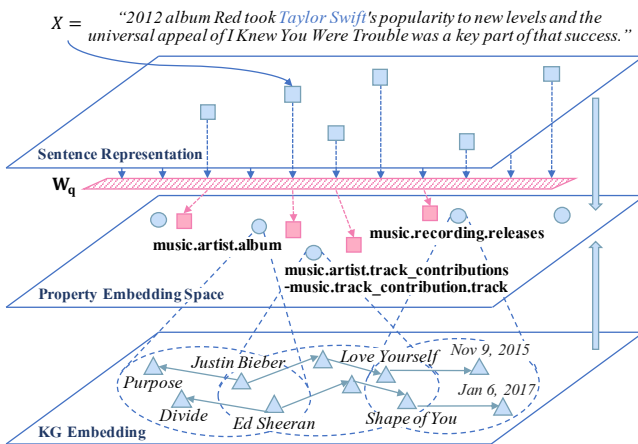 X = “2012 album Red took Taylor Swift's popularity to new levels and the
universal appeal of I Knew You Were Trouble was a key part of that success.”
Sentence Representation
Wq
music.artist.album
music.recording.releases
music.artist.track_contributions
-music.track_contribution.track
Property Embedding Space
Justin Bieber
Love Yourself
Nov 9, 2015
Purpose
Divide
Ed Sheeran
Shape of You
Jan 6, 2017
KG Embedding